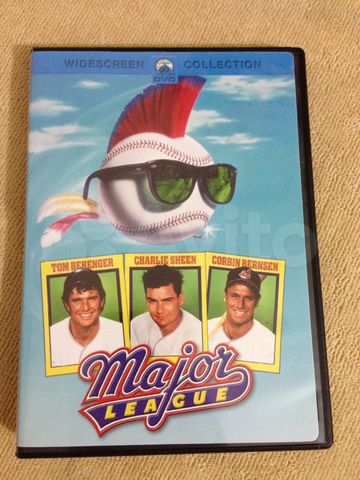 WIDESCREEN COLLECTION
DVD
TOM BERENGER CHARLIE SHEEN CORBIN BERNSEN
Major
LEAGUE